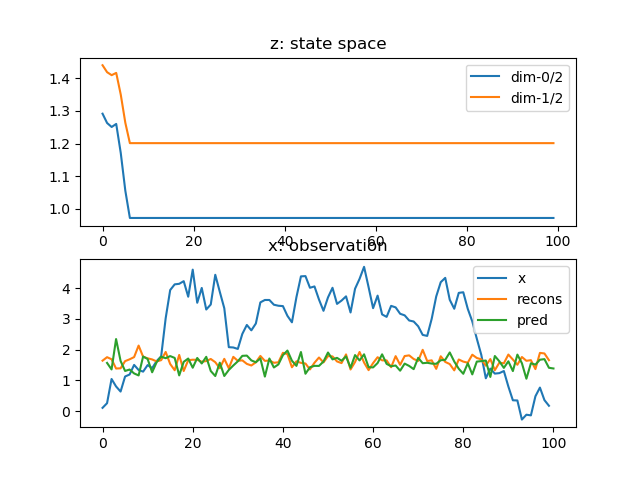 z: state space
1.4
1.3
1.2
1.1
1.0
dim-0/2
dim-1/2
0 20 40 60 80 100
x: observation
4
3
2
1
0
x
recons
pred
0 20 40 60 80 100